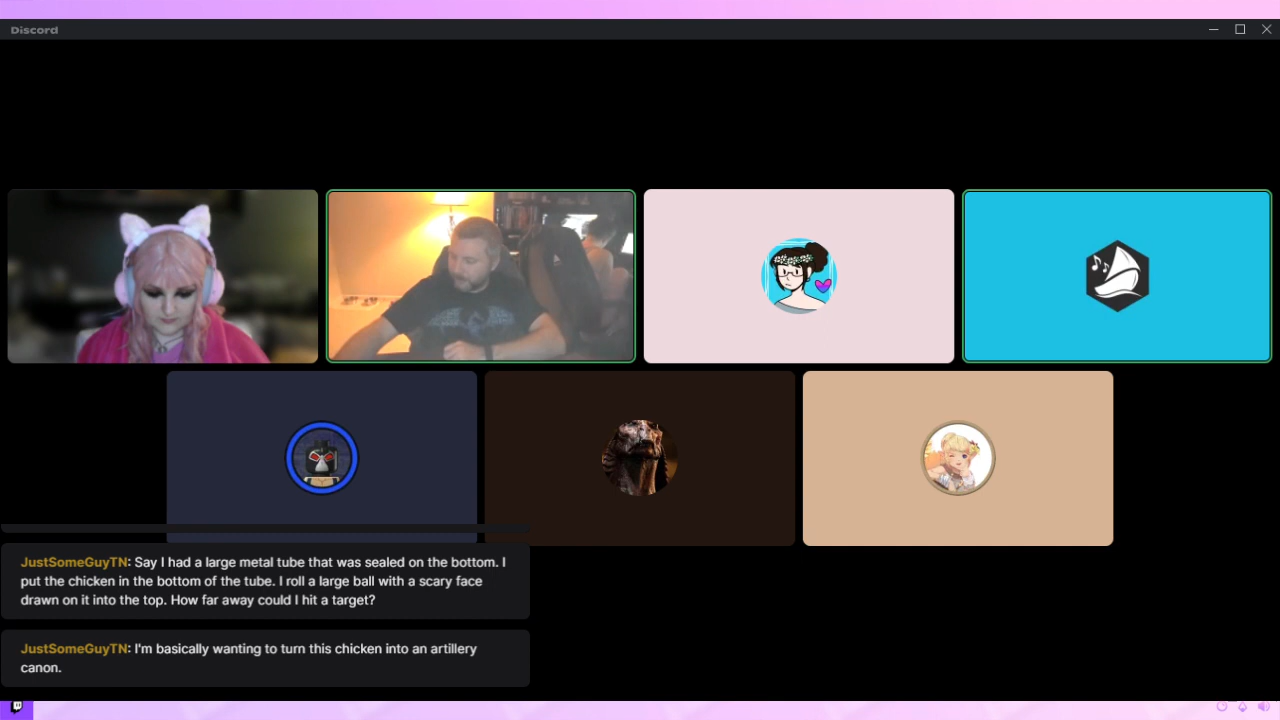 Discord
JustSomeGuyTN: Say I had a large metal tube that was sealed on the bottom. I
put the chicken in the bottom of the tube. I roll a large ball with a scary face
drawn on it into the top. How far away could I hit a target?
JustSomeGuyTN: I'm basically wanting to turn this chicken into an artillery
canon.